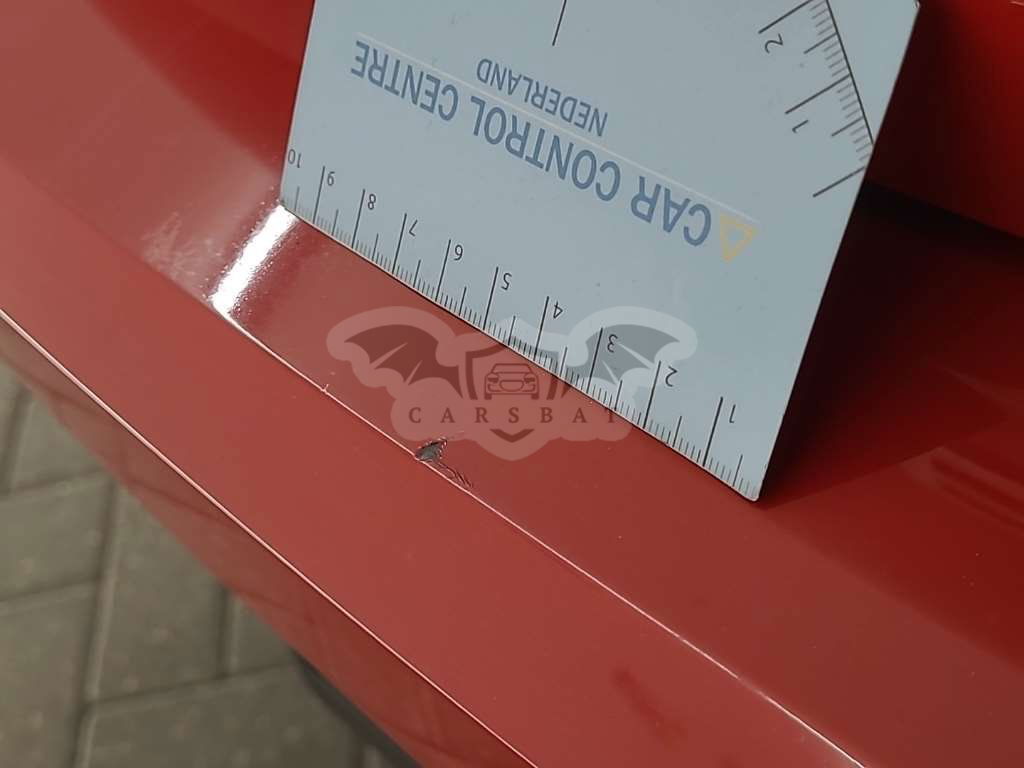 CAR CONTROL CENTRE
NEDERLAND
1 2 3 4 5 6 7 8 9 10
1 2
CARSBAT